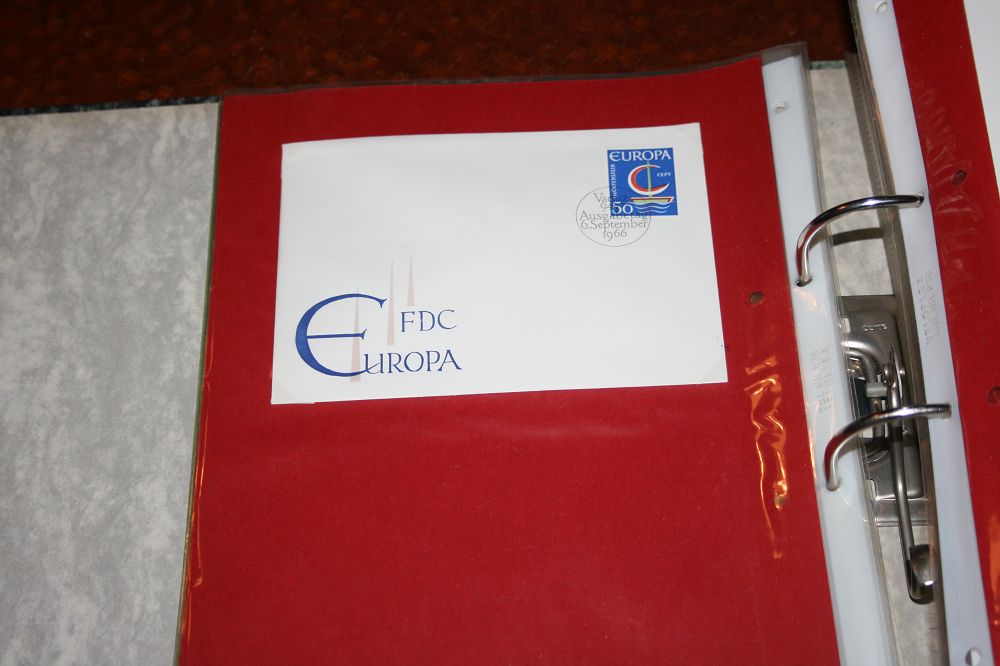 EUROPA
CEPT
50
Ausgabetag
6.September
1966
FDC
EUROPA